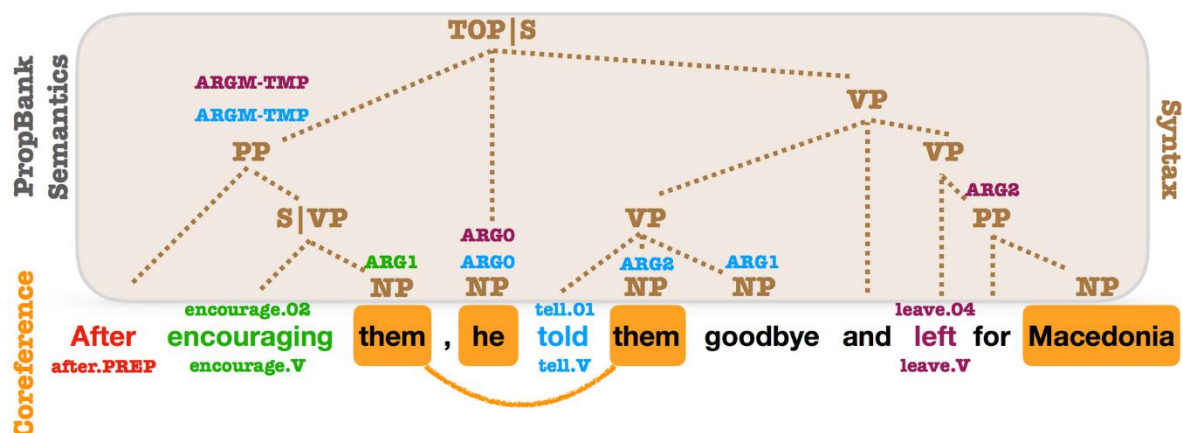 PropBank
Semantics
Coreference
Syntax
TOP|S
ARGM-TMP
ARGM-TMP
VP
PP
VP
ARG2
S|VP
VP
PP
ARG0
ARG1 ARG0 ARG2 ARG1
NP NP NP NP NP
encourage.02 tell.01 leave.04
After encouraging them , he told them goodbye and left for Macedonia
after.PREP encourage.V tell.V leave.V